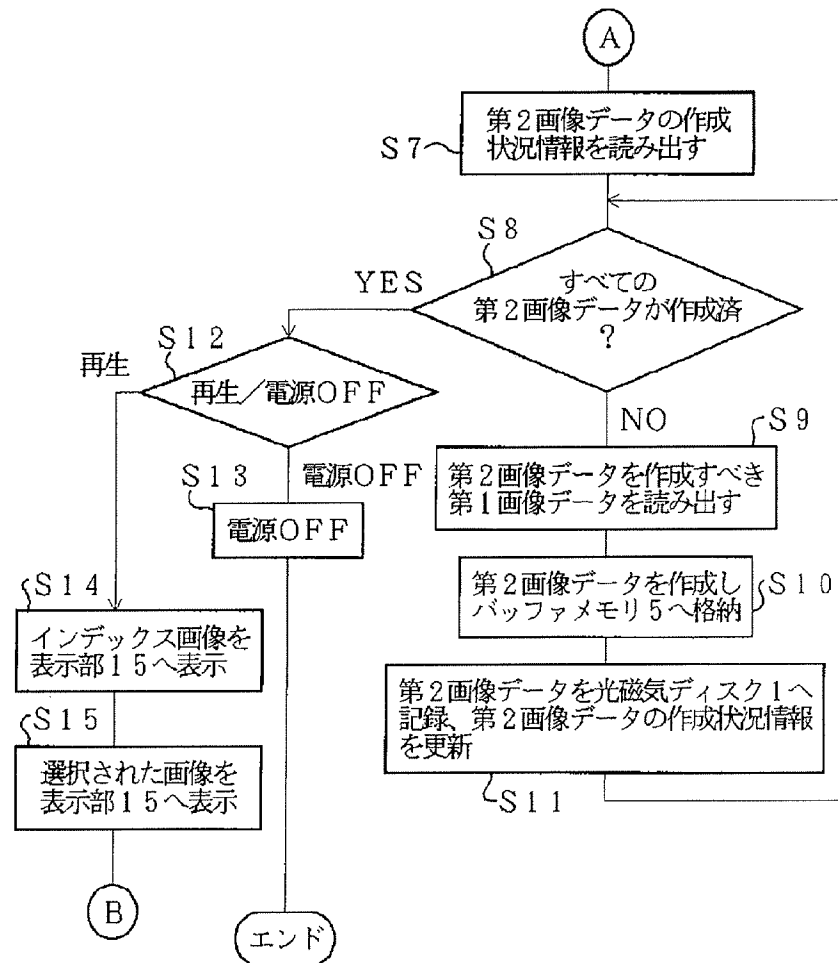 A
第2画像データの作成
状況情報を読み出す
S7
S8
すべての
第2画像データが作成済
?
YES
NO
S12
再生
再生/電源OFF
電源OFF
S13
電源OFF
S9
第2画像データを作成すべき
第1画像データを読み出す
S10
第2画像データを作成し
バッファメモリ5へ格納
S14
インデックス画像を
表示部15へ表示
第2画像データを光磁気ディスク1へ
記録、第2画像データの作成状況情報
を更新
S11
S15
選択された画像を
表示部15へ表示
B
エンド